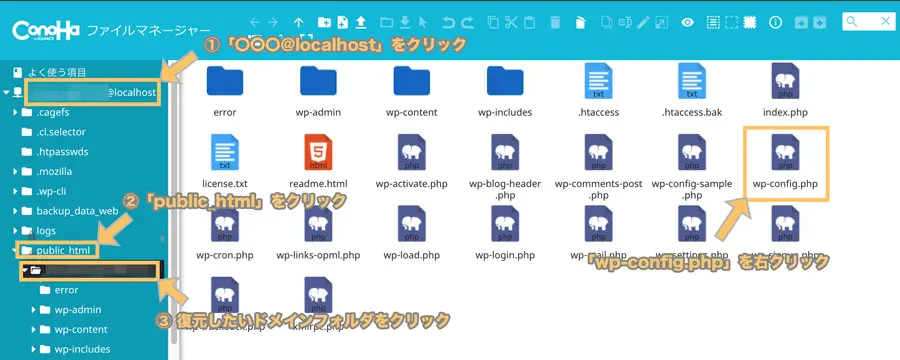 ConoHa by GMO ファイルマネージャー
① 「〇〇〇@localhost」をクリック
よく使う項目
@localhost
.cagefs
.cl.selector
.htpasswds
.mozilla
.wp-cli
backup_data_web
logs
public_html
error
wp-admin
wp-content
wp-includes
② 「public_html」をクリック
③ 復元したいドメインフォルダをクリック
error
wp-admin
wp-content
wp-includes
txt
.htaccess
txt
.htaccess.bak
php
index.php
txt
license.txt
html
readme.html
php
wp-activate.php
php
wp-blog-header
.php
php
wp-comments-post
.php
php
wp-config-sample
.php
php
wp-config.php
php
wp-cron.php
php
wp-links-opml.php
php
wp-load.php
php
wp-login.php
php
php
php
「wp-config.php」を右クリック
php
php